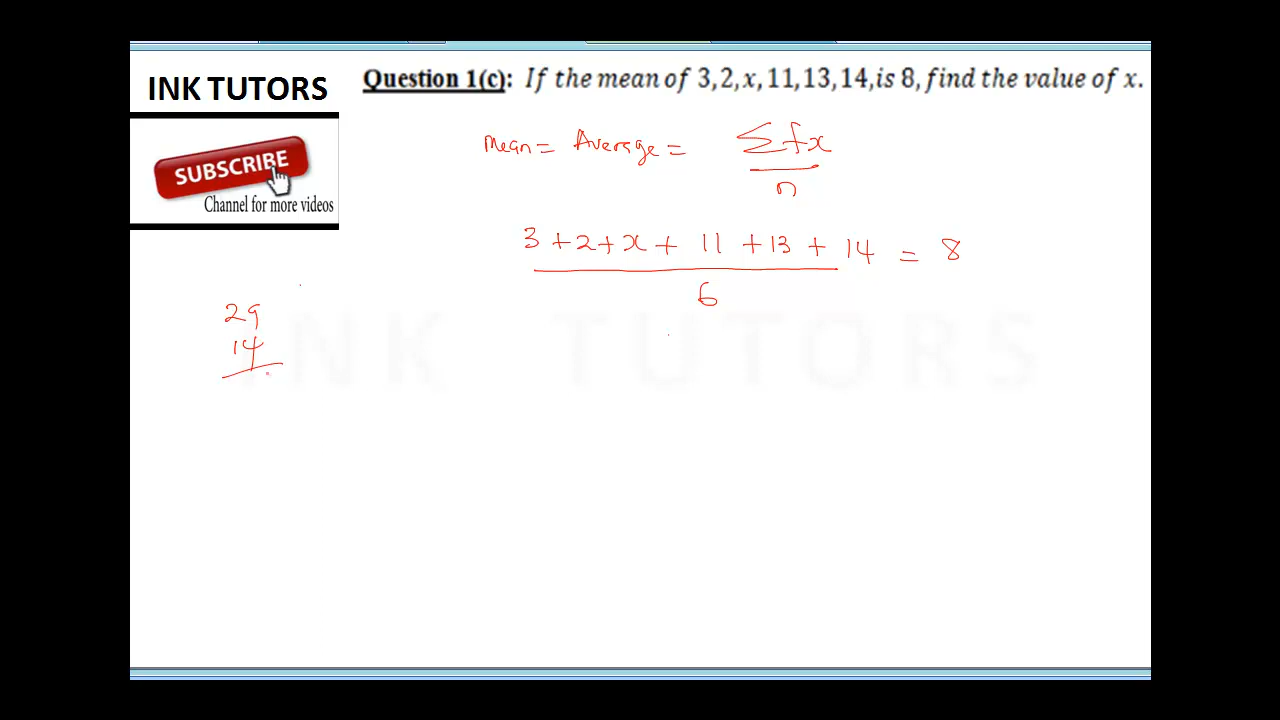 INK TUTORS
Question 1(c): If the mean of 3, 2, x, 11, 13, 14, is 8, find the value of x.
SUBSCRIBE
Channel for more videos
mean = Average = ∑fx
n
3 + 2 + x + 11 + 13 + 14 = 8
6
29
14
INK TUTORS